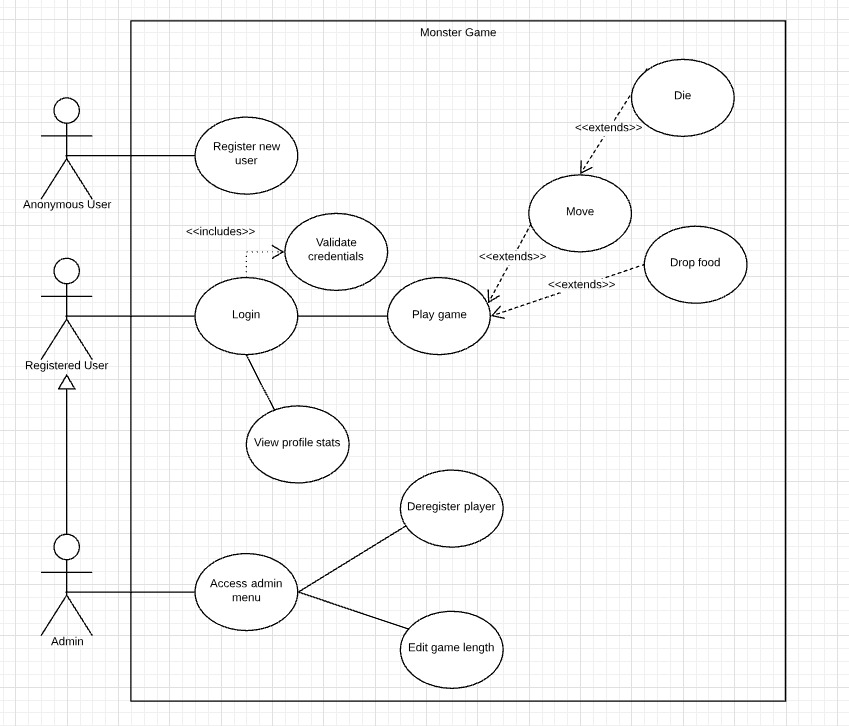 Monster Game
Die
<<extends>>
Register new
user
Anonymous User
Move
<<includes>>
Validate
credentials
<<extends>>
Drop food
<<extends>>
Login
Play game
Registered User
View profile stats
Deregister player
Access admin
menu
Admin
Edit game length